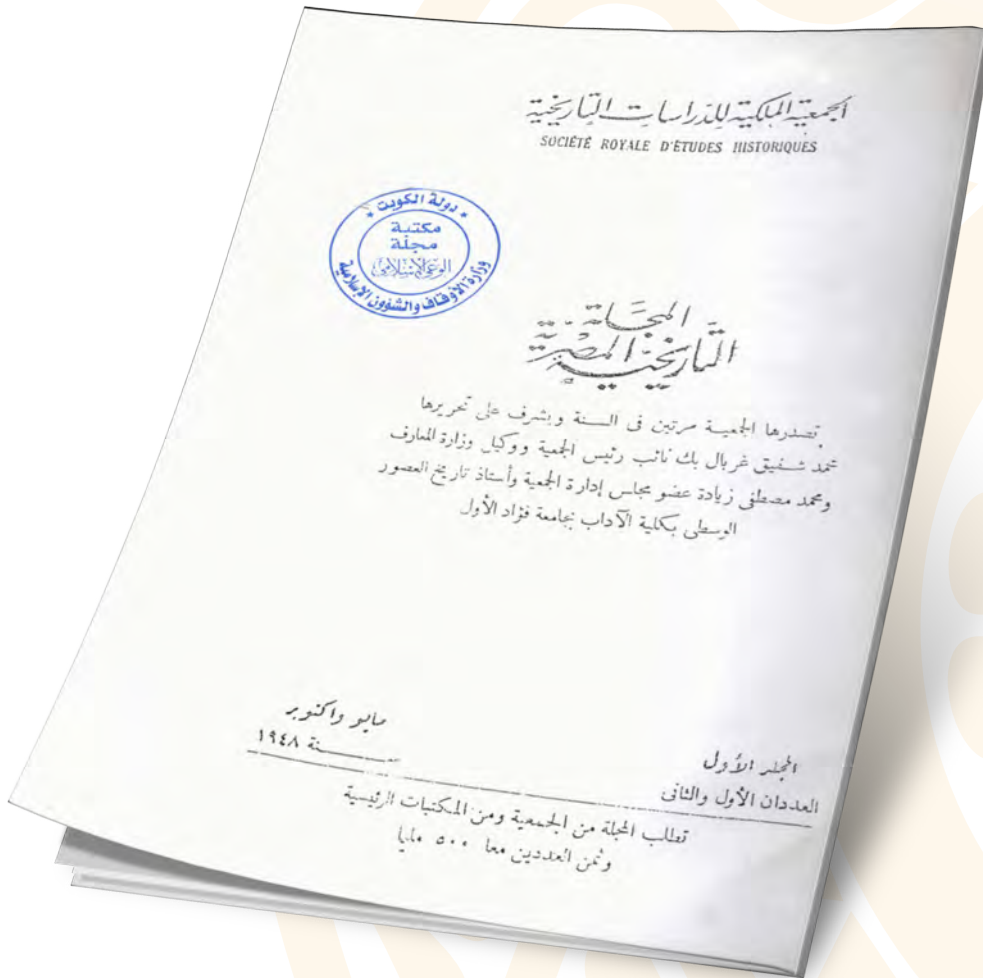 الجمعية الملكية للدراسات التاريخية
SOCIÉTÉ ROYALE D'ÉTUDES HISTORIQUES
* دولة الكويت *
مكتبة
مجلة
الوعي الإسلامي
وزارة الأوقاف والشؤون الإسلامية
المجلة
التاريخية المصرية
تصدرها الجمعية مرتين فى السنة ويشرف على تحريرها
محمد شفيق غربال بك نائب رئيس الجمعية ووكيل وزارة المعارف
ومحمد مصطفى زيادة عضو مجلس إدارة الجمعية وأستاذ تاريخ العصور
الوسطى بكلية الآداب بجامعة فؤاد الأول
المجلد الأول
العددان الأول والثانى
مايو واكتوبر
سنة ١٩٤٨
تطلب المجلة من الجمعية ومن المكتبات الرئيسية
وثمن العددين معا ٥٠٠ مليا